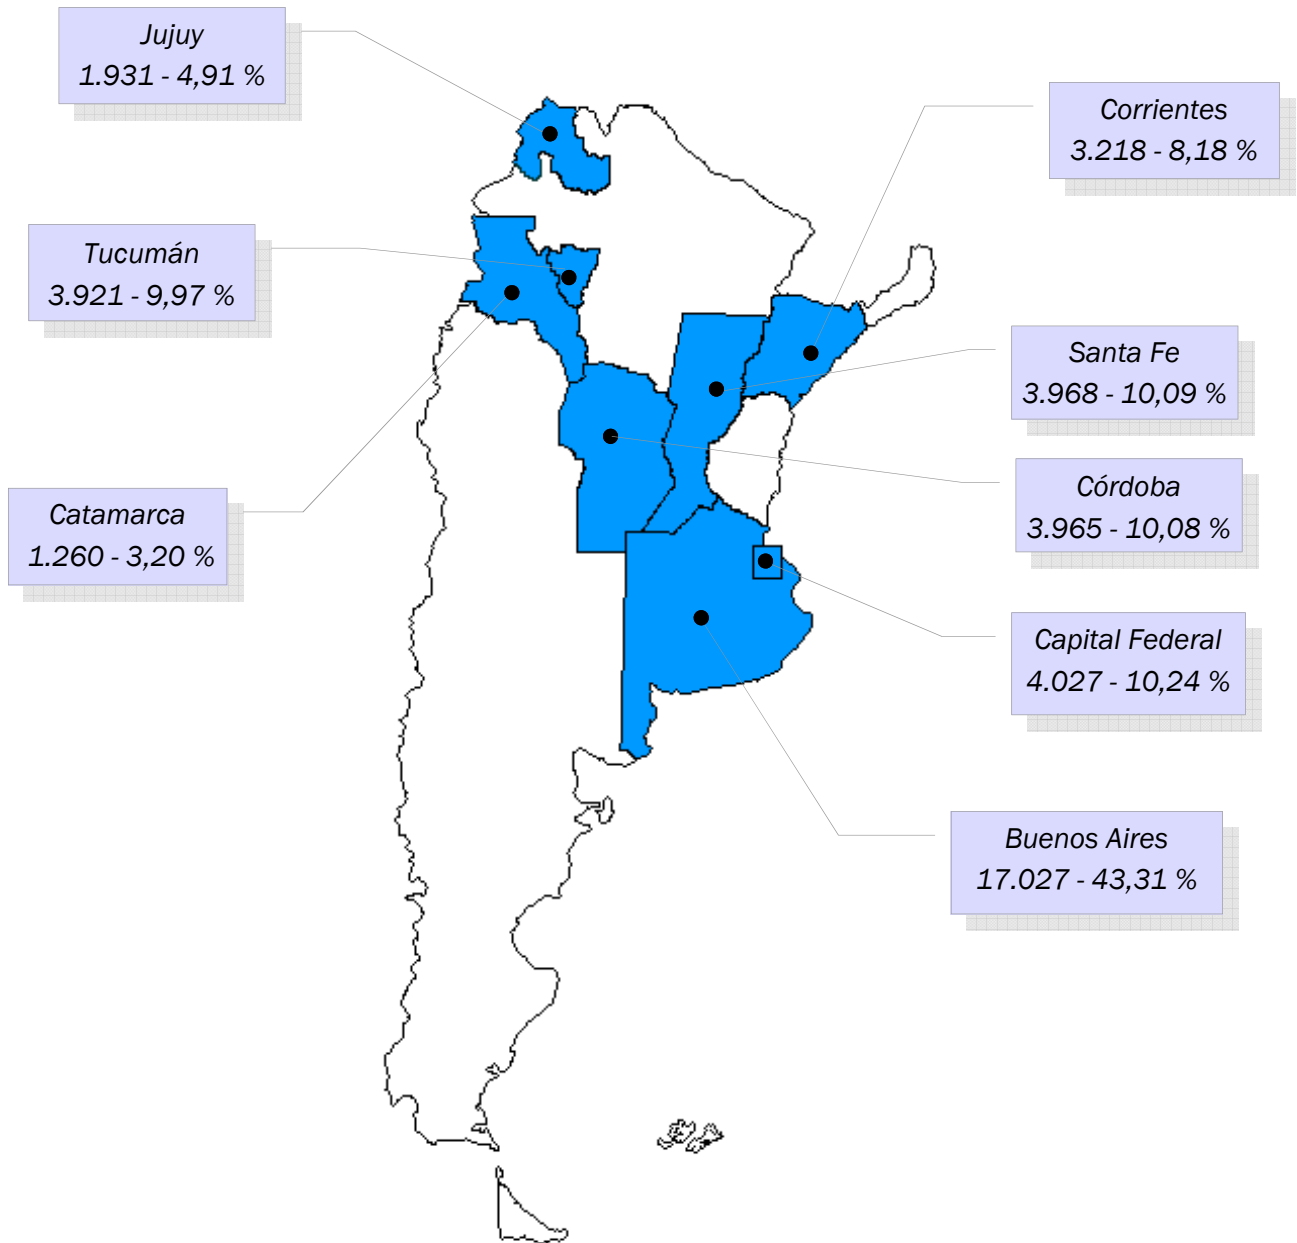 Jujuy
1.931 - 4,91 %
Corrientes
3.218 - 8,18 %
Tucumán
3.921 - 9,97 %
Santa Fe
3.968 - 10,09 %
Córdoba
3.965 - 10,08 %
Catamarca
1.260 - 3,20 %
Capital Federal
4.027 - 10,24 %
Buenos Aires
17.027 - 43,31 %